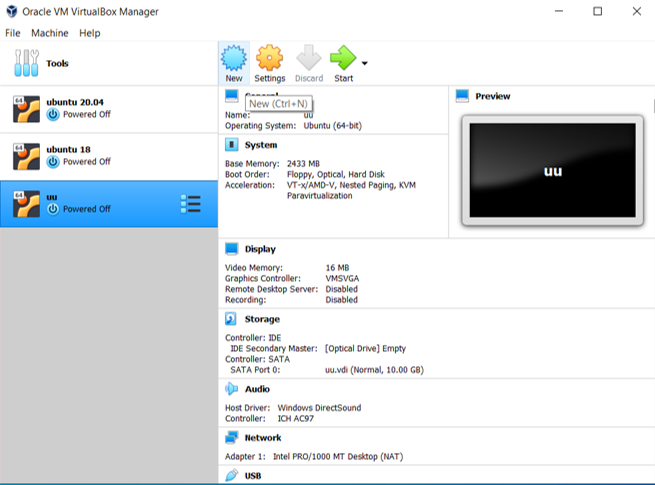 Oracle VM VirtualBox Manager
File Machine Help
Tools
New Settings Discard Start
ubuntu 20.04
64
Powered Off
ubuntu 18
64
Powered Off
uu
64
Powered Off
New (Ctrl+N)
Name: uu
Operating System: Ubuntu (64-bit)
System
Base Memory: 2433 MB
Boot Order: Floppy, Optical, Hard Disk
Acceleration: VT-x/AMD-V, Nested Paging, KVM
Paravirtualization
Preview
uu
Display
Video Memory: 16 MB
Graphics Controller: VMSVGA
Remote Desktop Server: Disabled
Recording: Disabled
Storage
Controller: IDE
IDE Secondary Master: [Optical Drive] Empty
Controller: SATA
SATA Port 0: uu.vdi (Normal, 10.00 GB)
Audio
Host Driver: Windows DirectSound
Controller: ICH AC97
Network
Adapter 1: Intel PRO/1000 MT Desktop (NAT)
USB